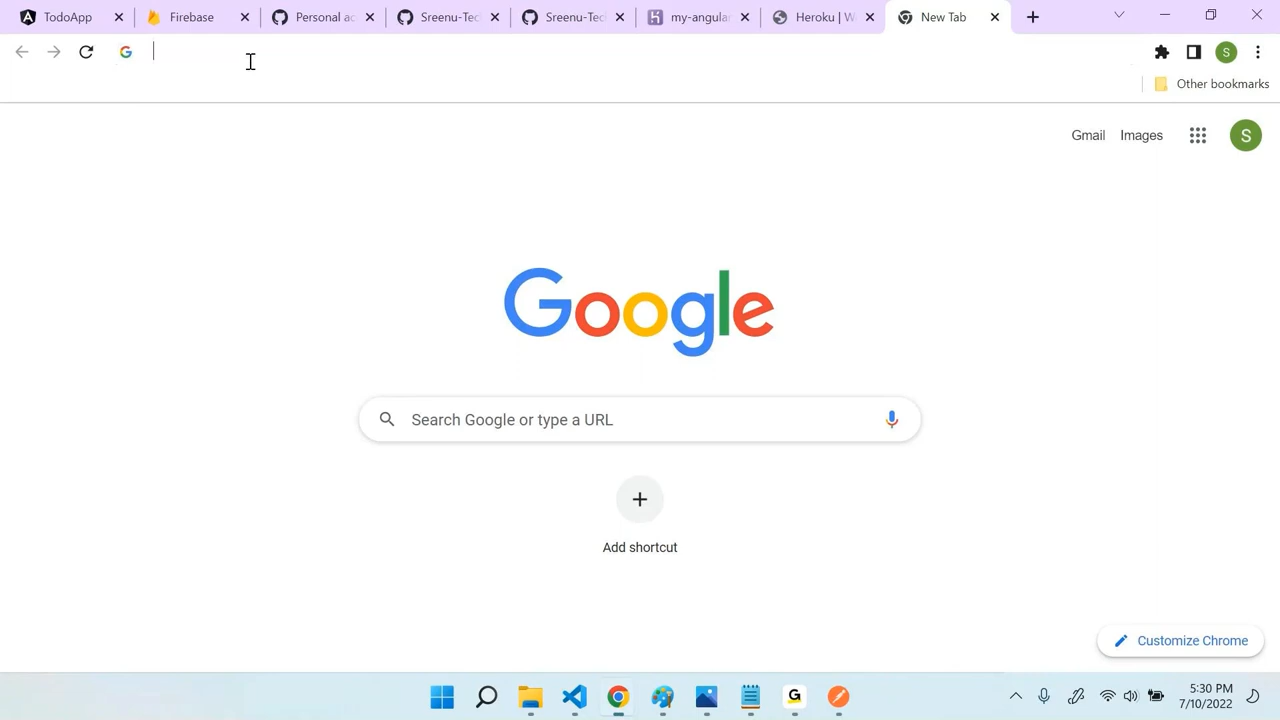 TodoApp
Firebase
Personal ac
Sreenu-Tec
Sreenu-Tec
my-angular
Heroku | W
New Tab
S
Other bookmarks
Gmail
Images
S
Google
Search Google or type a URL
Add shortcut
Customize Chrome
G
5:30 PM
7/10/2022